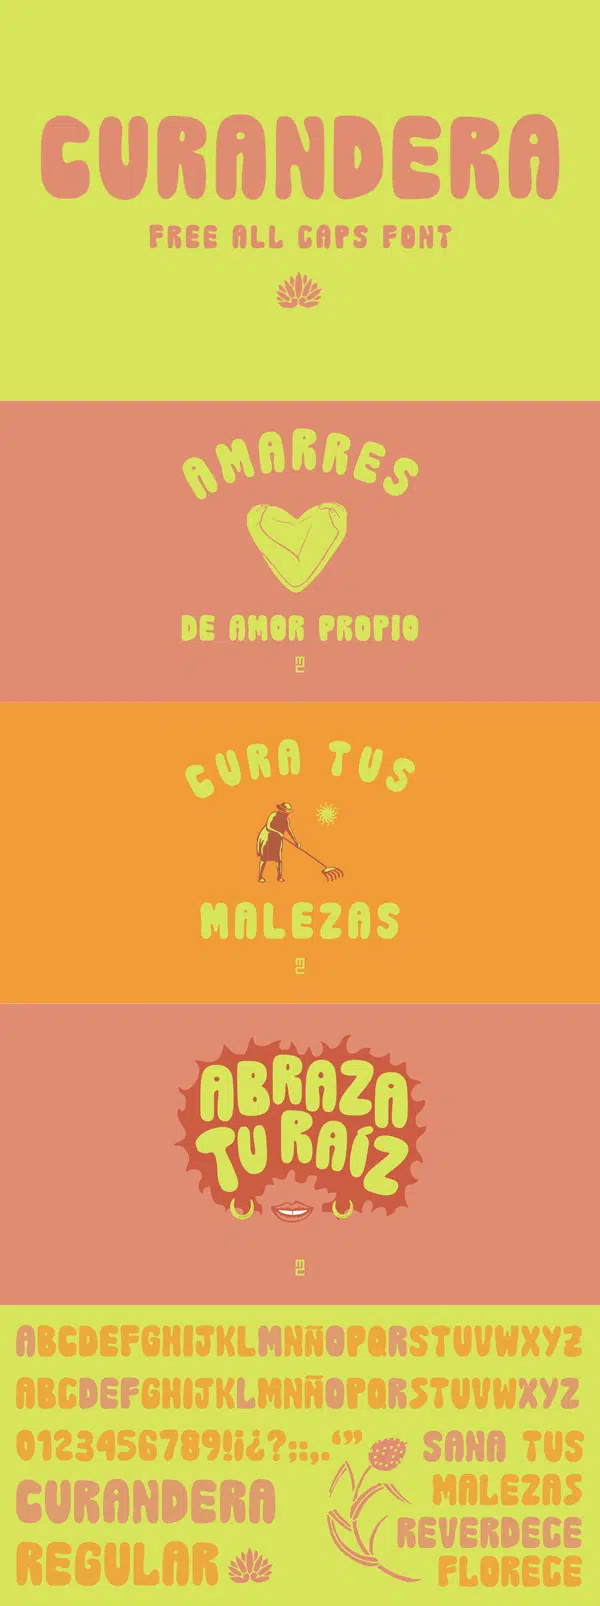 CURANDERA
FREE ALL CAPS FONT
AMARRES
DE AMOR PROPIO
CURA TUS
MALEZAS
ABRAZA
TU RAÍZ
ABCDEFGHIJKLMNÑOPQRSTUVWXYZ
ABCDEFGHIJKLMNÑOPQRSTUVWXYZ
0123456789!¡¿?;:,.‘”
SANA TUS
MALEZAS
CURANDERA
REVERDECE
REGULAR
FLORECE